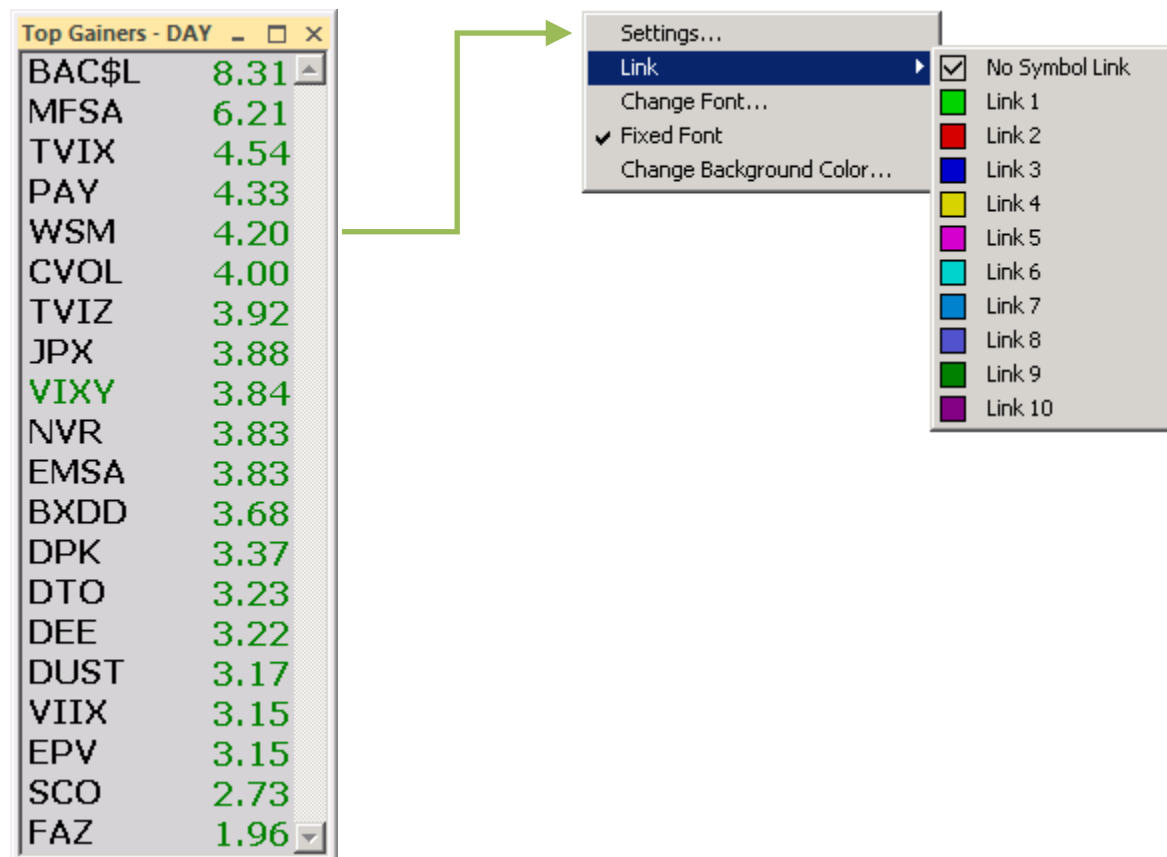 Top Gainers - DAY
BAC$L 8.31
MFSA 6.21
TVIX 4.54
PAY 4.33
WSM 4.20
CVOL 4.00
TVIZ 3.92
JPX 3.88
VIXY 3.84
NVR 3.83
EMSA 3.83
BXDD 3.68
DPK 3.37
DTO 3.23
DEE 3.22
DUST 3.17
VIIX 3.15
EPV 3.15
SCO 2.73
FAZ 1.96
Settings...
Link
Change Font...
Fixed Font
Change Background Color...
No Symbol Link
Link 1
Link 2
Link 3
Link 4
Link 5
Link 6
Link 7
Link 8
Link 9
Link 10